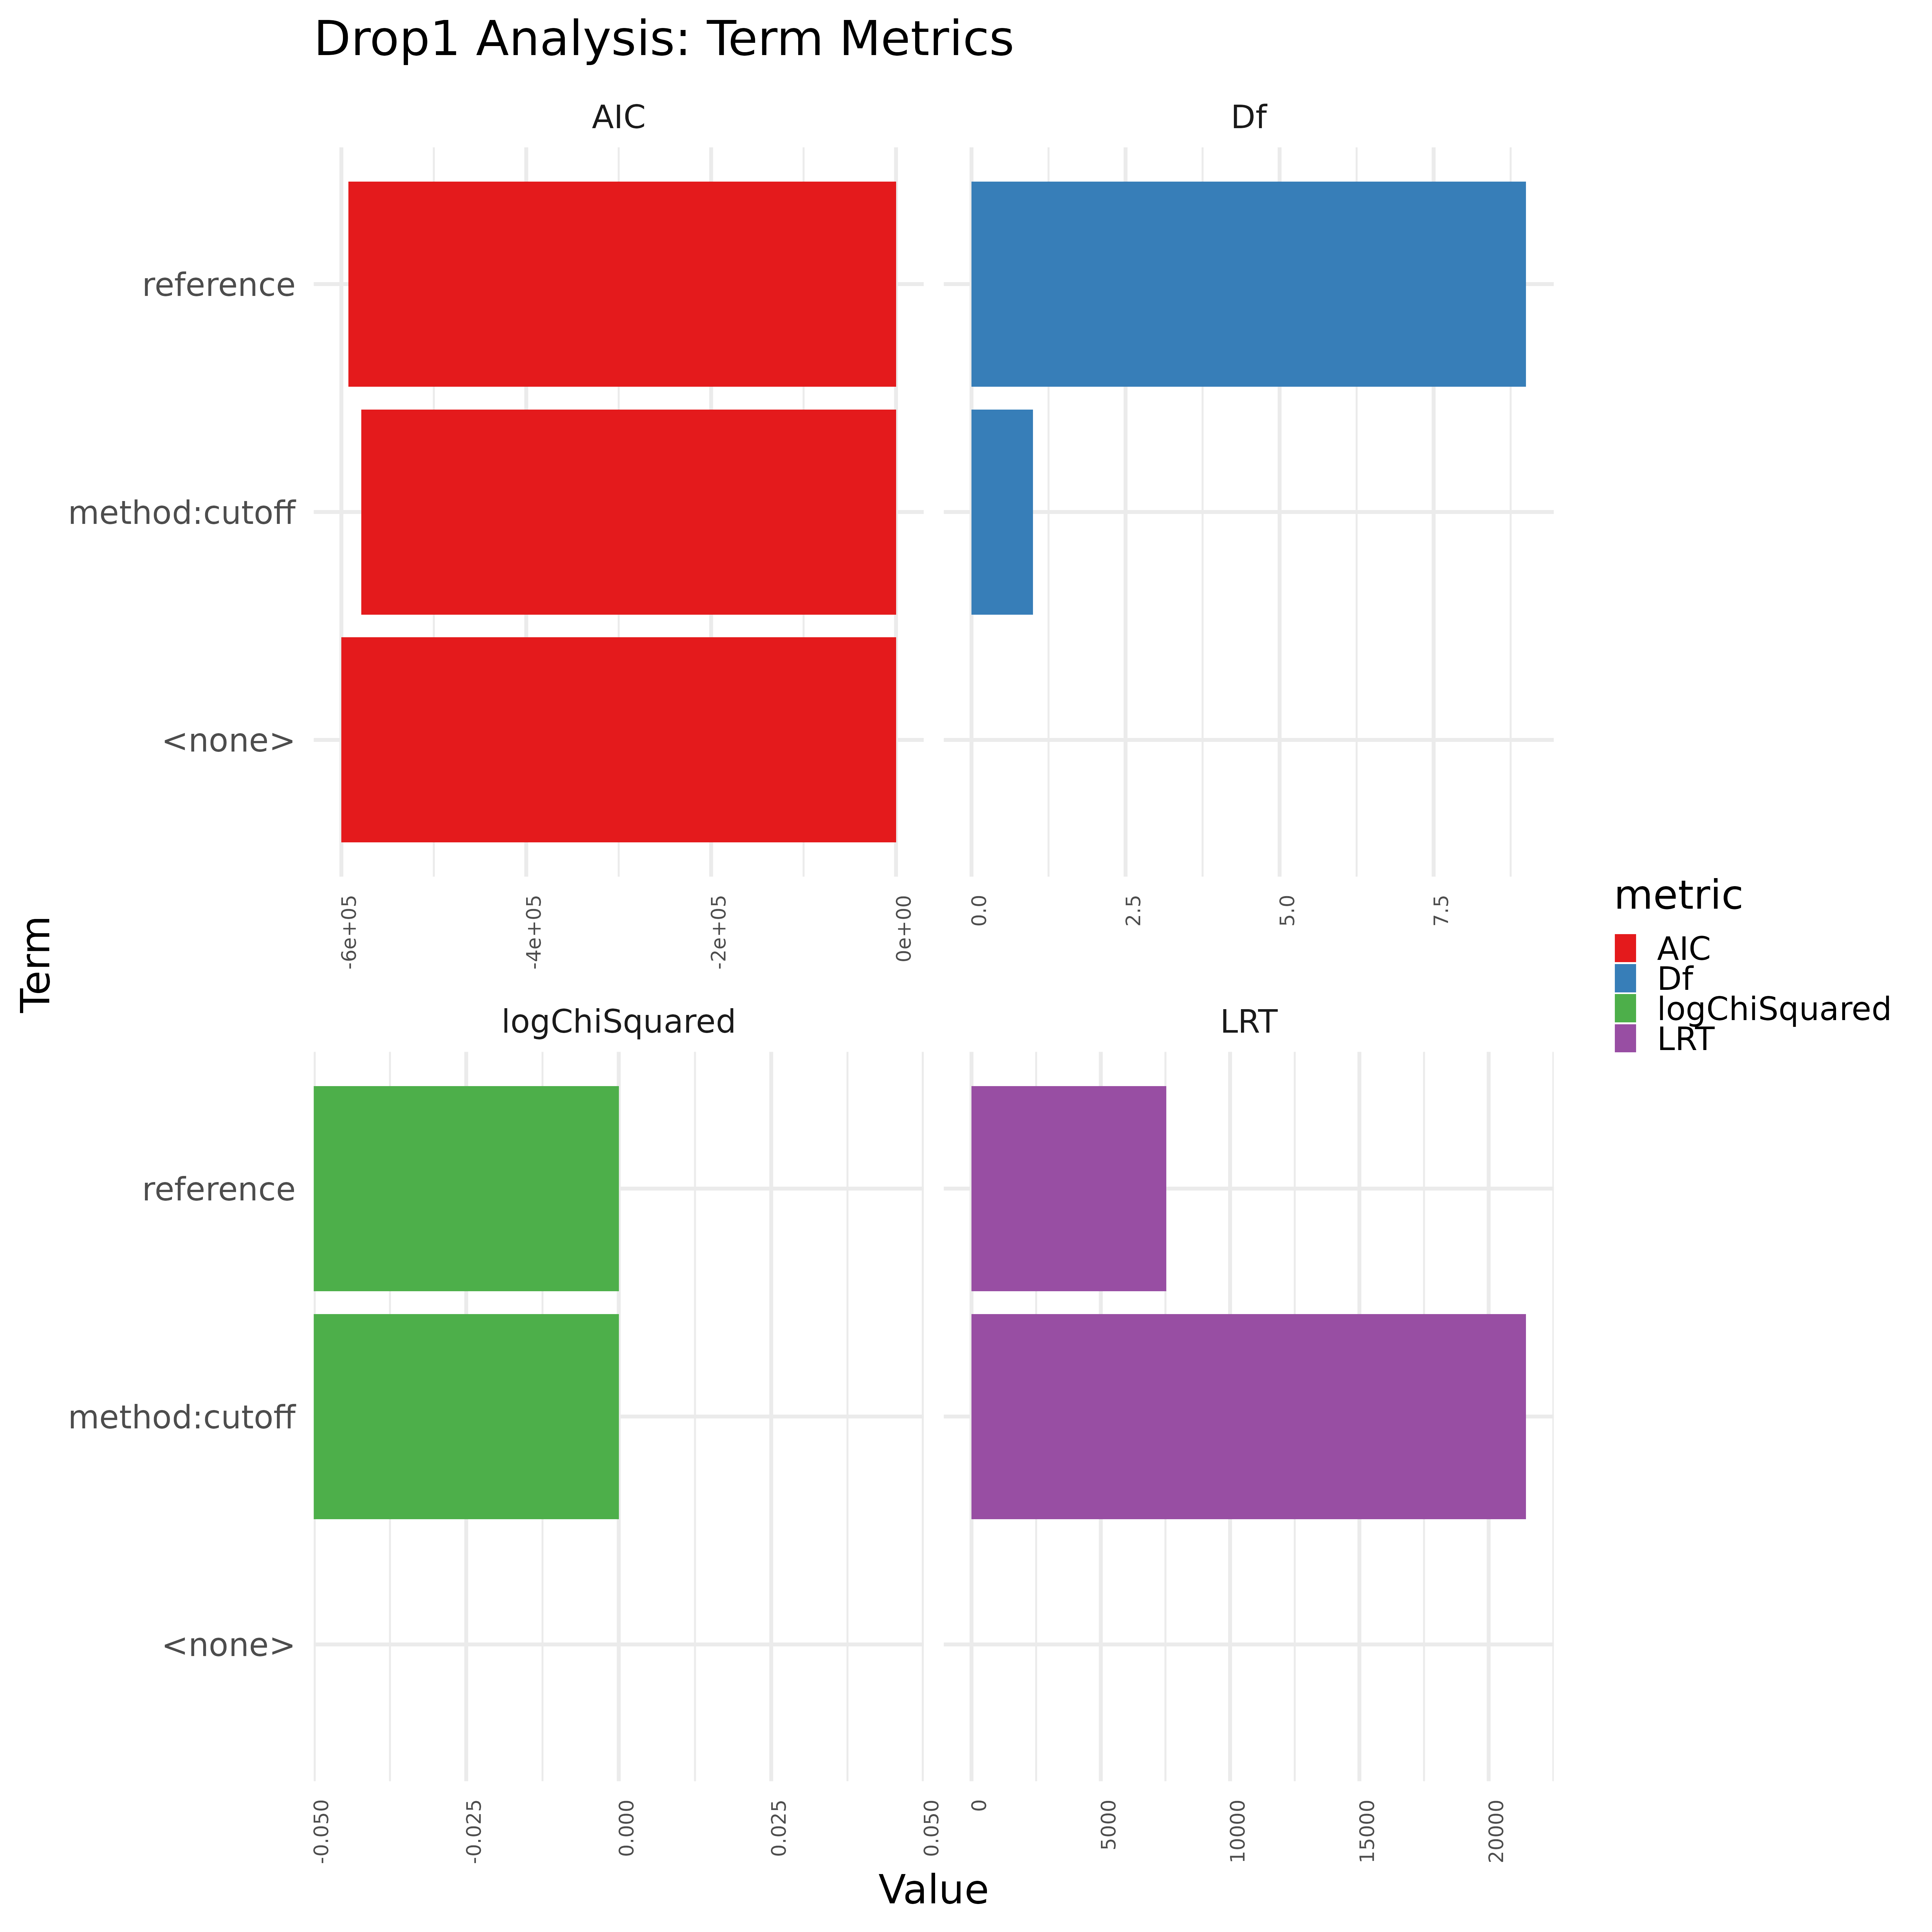 Drop1 Analysis: Term Metrics
AIC
Df
reference
method:cutoff
<none>
-6e+05
-4e+05
-2e+05
0e+00
0.0
2.5
5.0
7.5
Term
metric
AIC
Df
logChiSquared
LRT
logChiSquared
LRT
reference
method:cutoff
<none>
-0.050
-0.025
0.000
0.025
0.050
0
5000
10000
15000
20000
Value